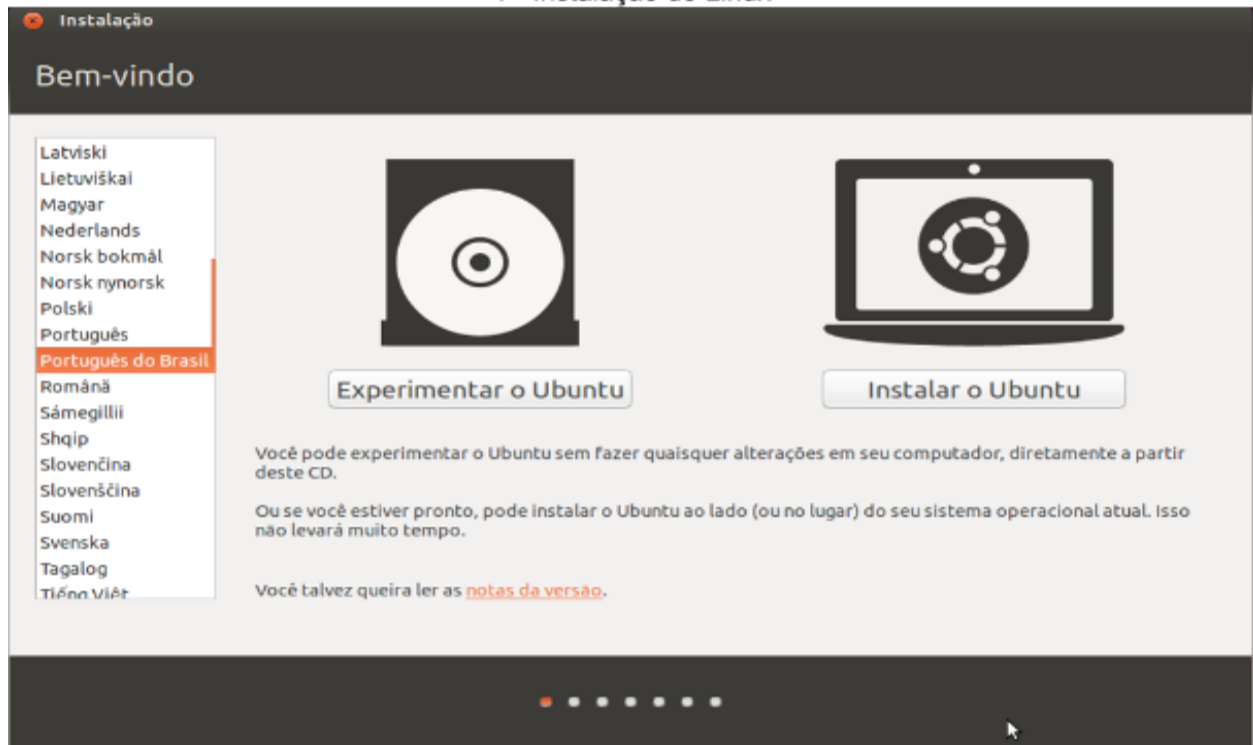 Instalação
Bem-vindo
Latviski
Lietuviškai
Magyar
Nederlands
Norsk bokmål
Norsk nynorsk
Polski
Português
Português do Brasil
Română
Sámegillii
Shqip
Slovenčina
Slovenščina
Suomi
Svenska
Tagalog
Tiếng Việt
Experimentar o Ubuntu
Instalar o Ubuntu
Você pode experimentar o Ubuntu sem fazer quaisquer alterações em seu computador, diretamente a partir
deste CD.
Ou se você estiver pronto, pode instalar o Ubuntu ao lado (ou no lugar) do seu sistema operacional atual. Isso
não levará muito tempo.
Você talvez queira ler as notas da versão.